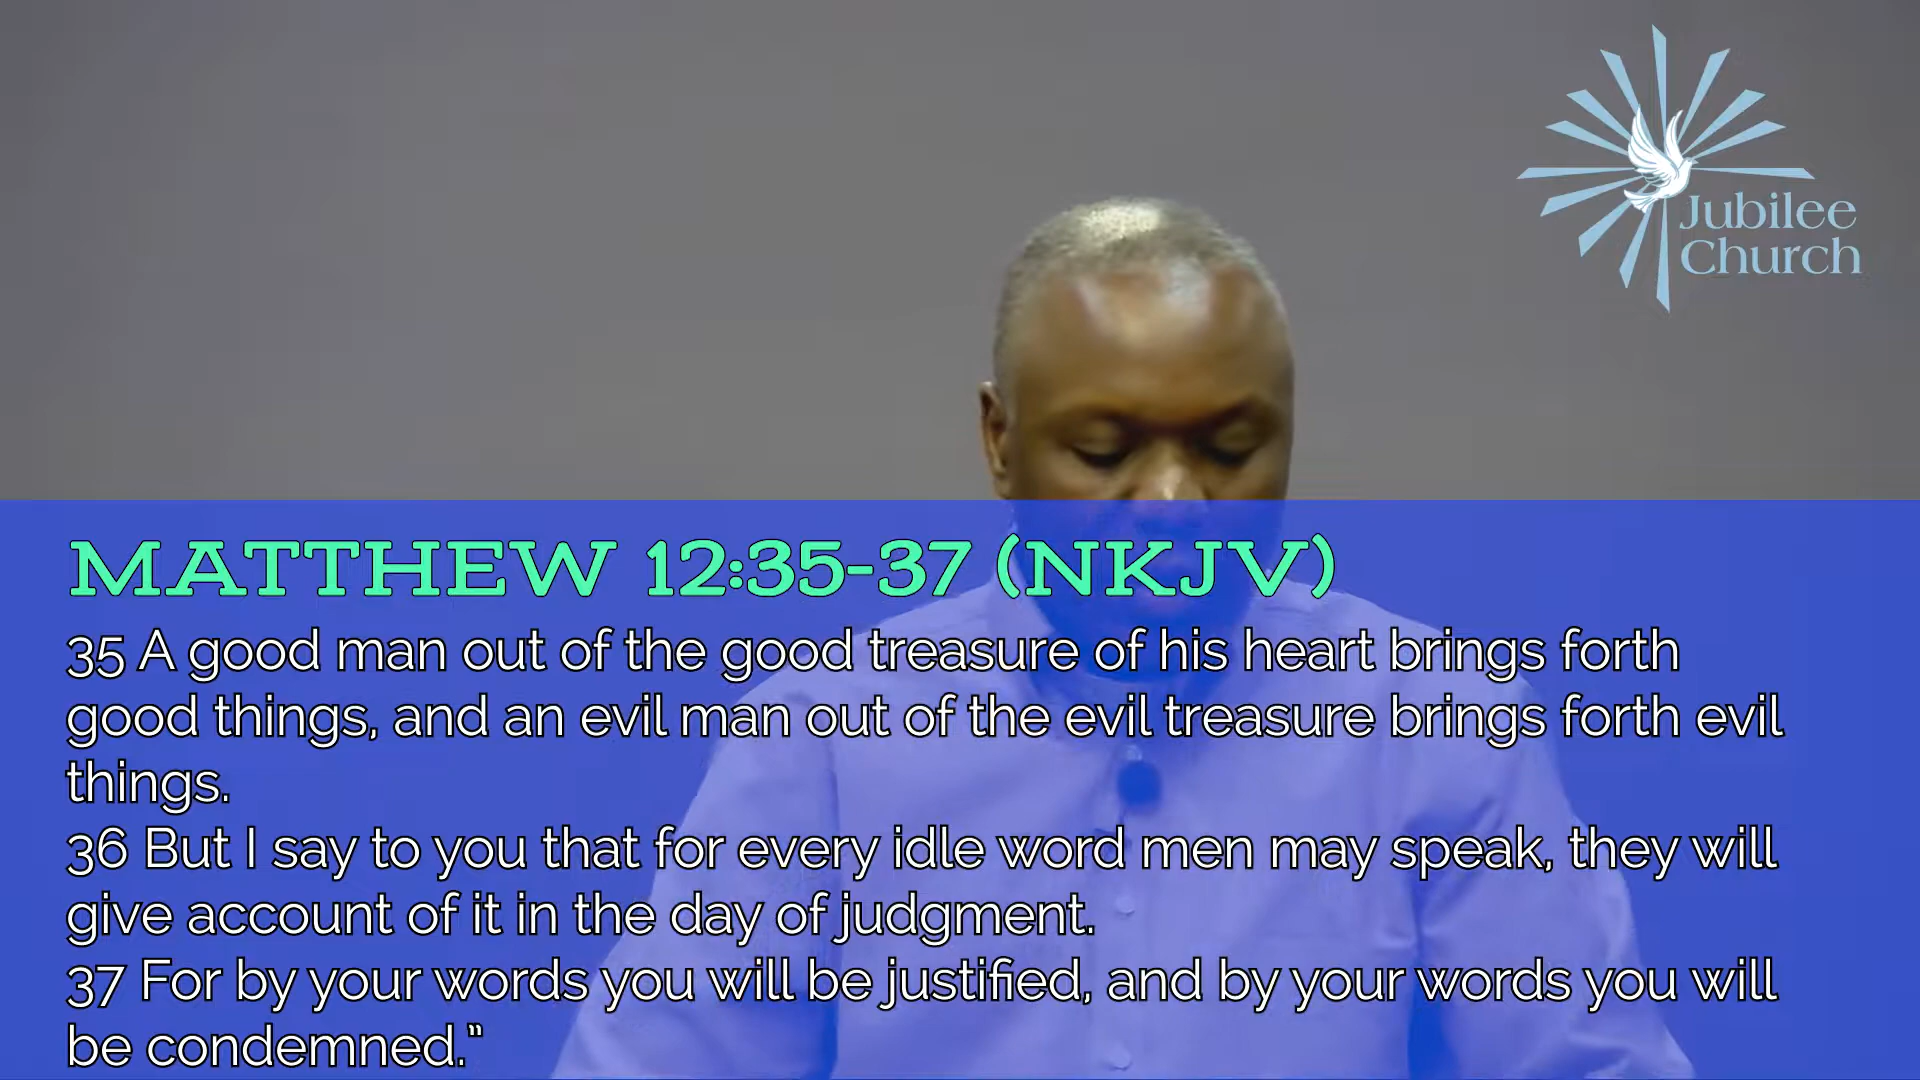 Jubilee
Church
MATTHEW 12:35-37 (NKJV)
35 A good man out of the good treasure of his heart brings forth
good things, and an evil man out of the evil treasure brings forth evil
things.
36 But I say to you that for every idle word men may speak, they will
give account of it in the day of judgment.
37 For by your words you will be justified, and by your words you will
be condemned.”